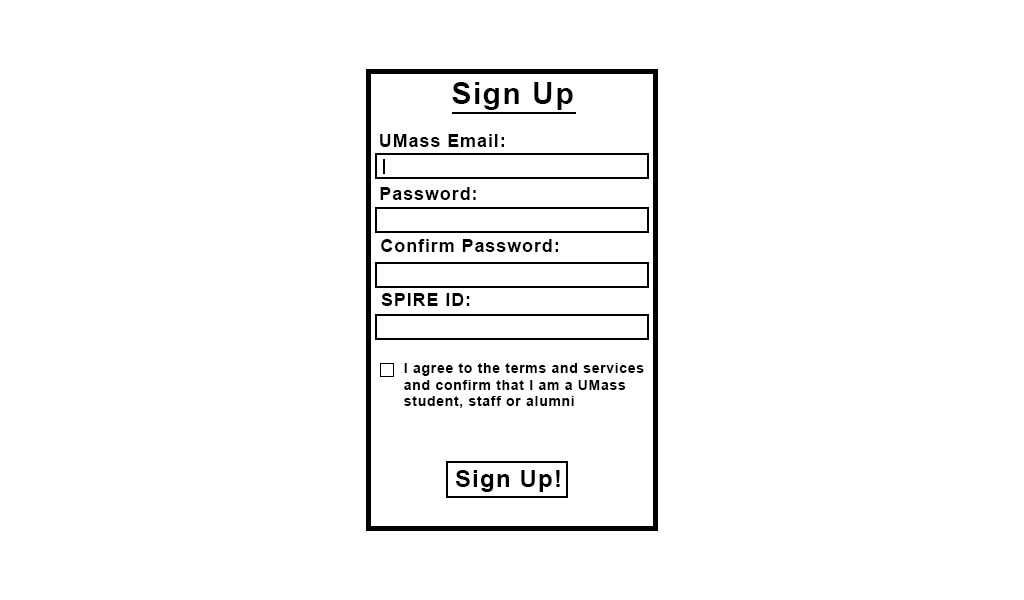 Sign Up
UMass Email:
Password:
Confirm Password:
SPIRE ID:
I agree to the terms and services
and confirm that I am a UMass
student, staff or alumni
Sign Up!